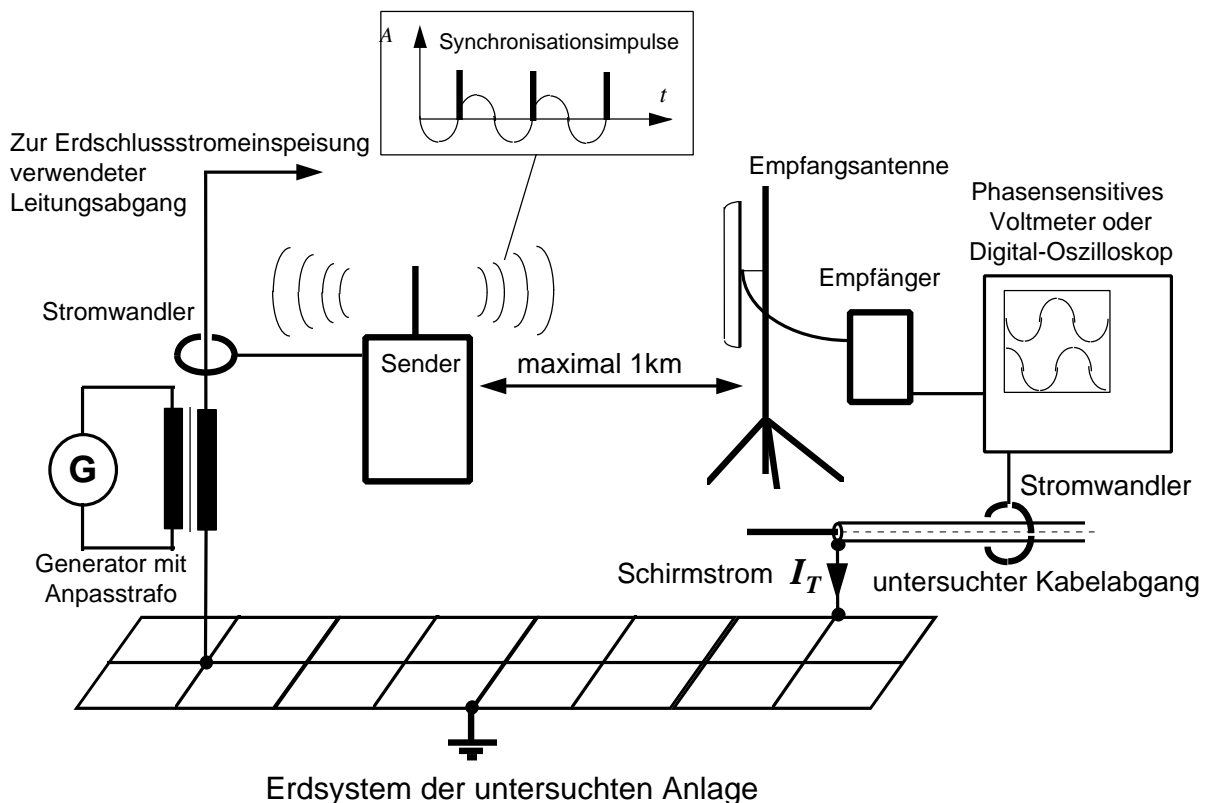 A
Synchronisationsimpulse
t
Zur Erdschlussstromeinspeisung
verwendeter
Leitungsabgang
Empfangsantenne
Phasensensitives
Voltmeter oder
Digital-Oszilloskop
Empfänger
Stromwandler
Sender
maximal 1km
G
Generator mit
Anpasstrafo
Stromwandler
Schirmstrom I_T
untersuchter Kabelabgang
Erdsystem der untersuchten Anlage